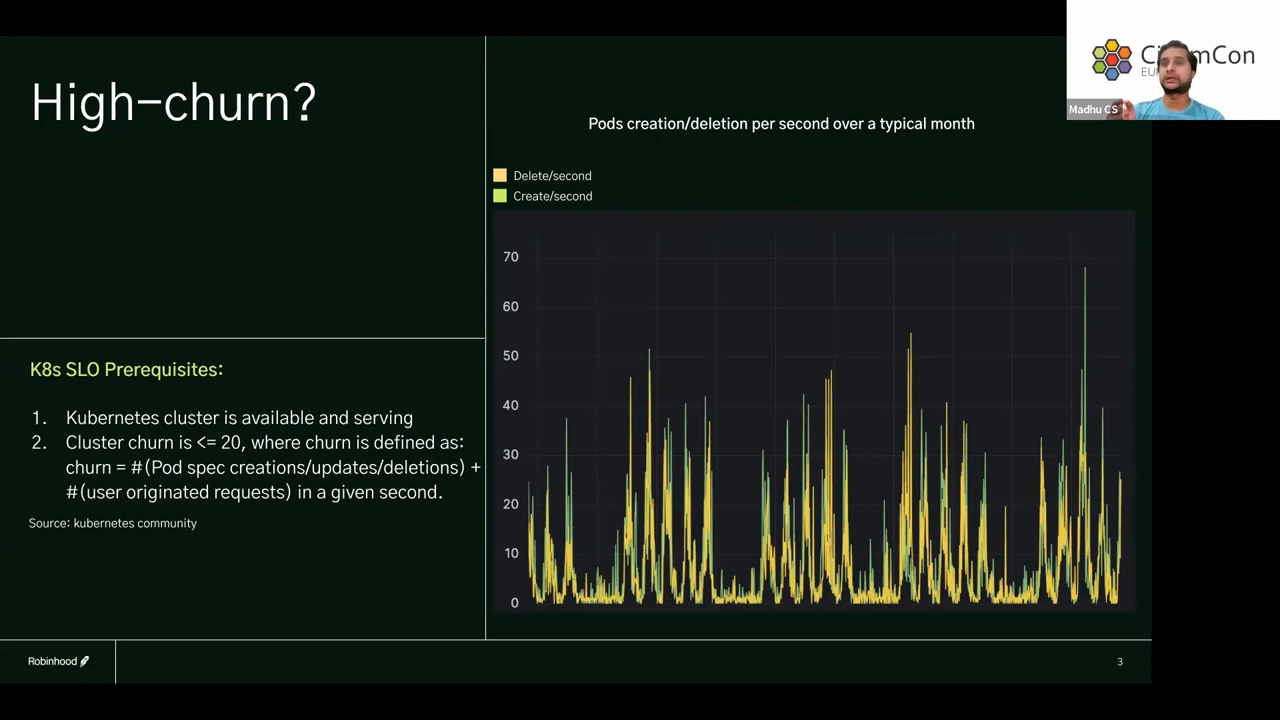 High-churn?
K8s SLO Prerequisites:
1. Kubernetes cluster is available and serving
2. Cluster churn is <= 20, where churn is defined as:
churn = #(Pod spec creations/updates/deletions) +
#(user originated requests) in a given second.
Source: kubernetes community
Pods creation/deletion per second over a typical month
Delete/second
Create/second
70
60
50
40
30
20
10
0
Madhu CS
Robinhood
3